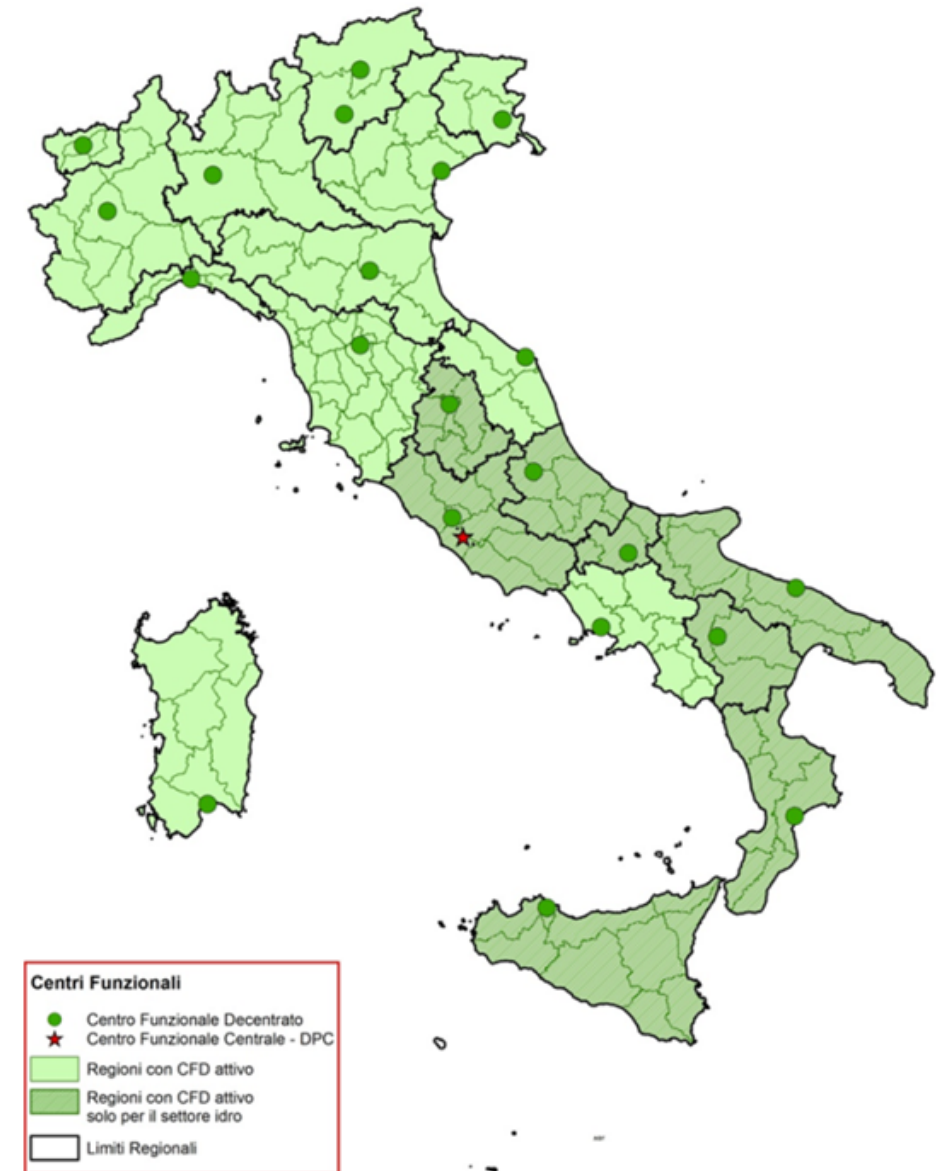 Centri Funzionali
Centro Funzionale Decentrato
Centro Funzionale Centrale - DPC
Regioni con CFD attivo
Regioni con CFD attivo
solo per il settore idro
Limiti Regionali